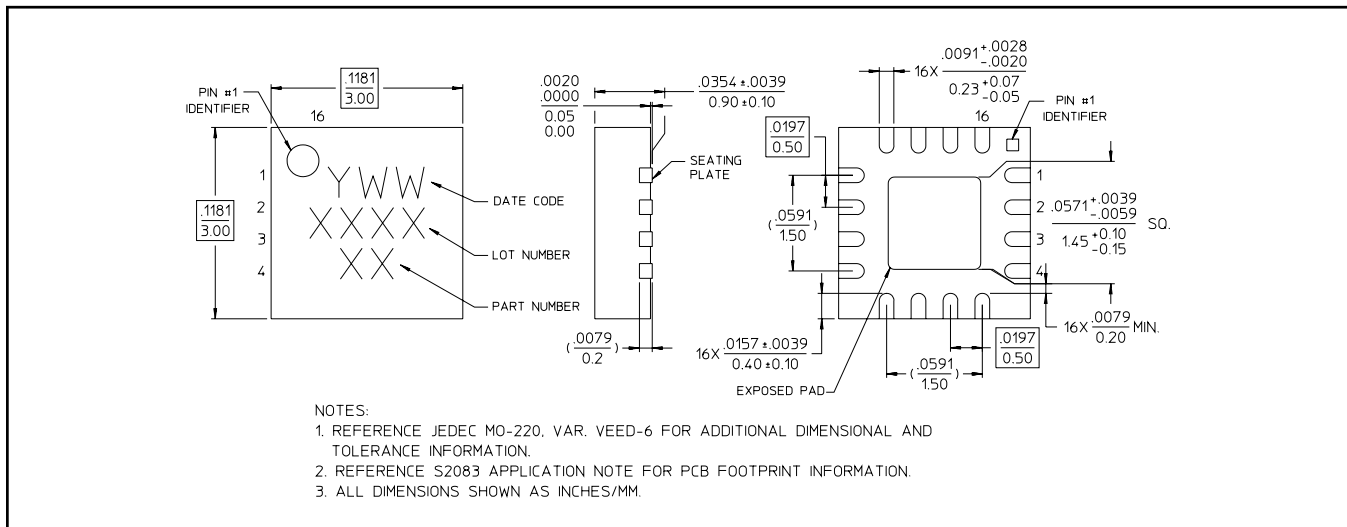 .1181
3.00
PIN #1
IDENTIFIER
16
1
2
3
4
.1181
3.00
YWW
XXXX
XX
DATE CODE
LOT NUMBER
PART NUMBER
.0020
.0000
0.05
0.00
.0354 ±.0039
0.90 ±0.10
SEATING
PLATE
(.0079
0.2)
16X .0091 +.0028
-.0020
0.23 +0.07
-0.05
16
PIN #1
IDENTIFIER
.0197
0.50
(.0591
1.50)
1
2
3
4
.0571 +.0039
-.0059
1.45 +0.10
-0.15
SQ.
16X .0157 ±.0039
0.40 ±0.10
EXPOSED PAD
(.0591
1.50)
.0197
0.50
16X .0079
0.20 MIN.
NOTES:
1. REFERENCE JEDEC MO-220, VAR. VEED-6 FOR ADDITIONAL DIMENSIONAL AND
TOLERANCE INFORMATION.
2. REFERENCE S2083 APPLICATION NOTE FOR PCB FOOTPRINT INFORMATION.
3. ALL DIMENSIONS SHOWN AS INCHES/MM.